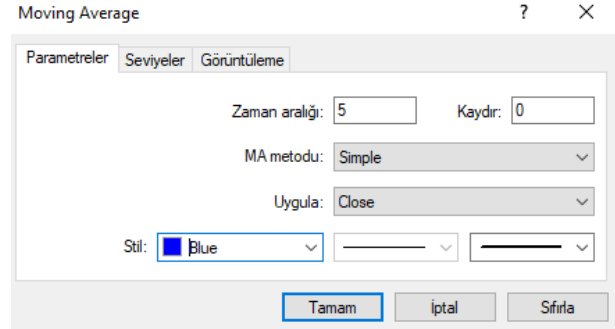 Moving Average ? ×
Parametreler Seviyeler Görüntüleme
Zaman aralığı: 5 Kaydır: 0
MA metodu: Simple
Uygula: Close
Stil: Blue
Tamam İptal Sıfırla